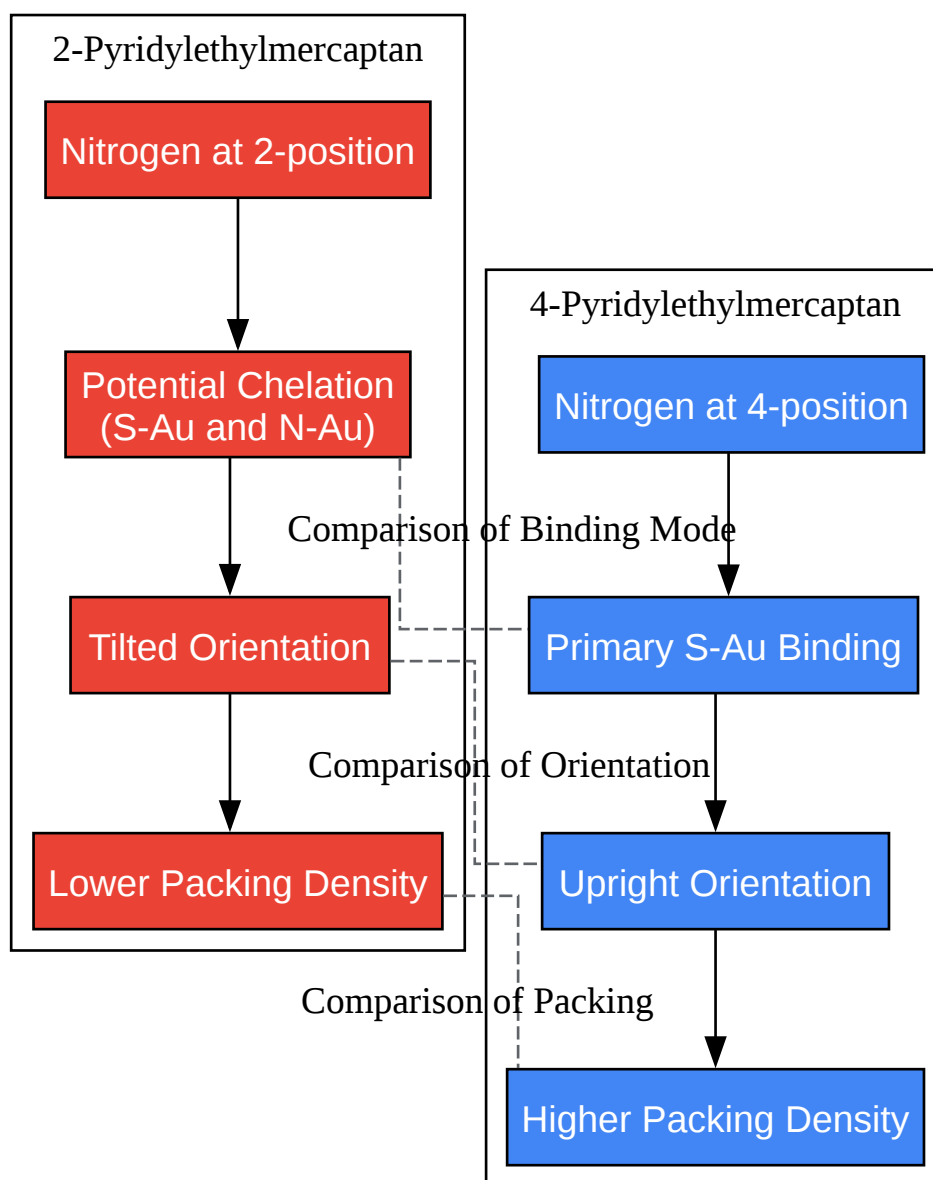 2-Pyridylethylmercaptan
Nitrogen at 2-position
Potential Chelation
(S-Au and N-Au)
Tilted Orientation
Lower Packing Density
4-Pyridylethylmercaptan
Nitrogen at 4-position
Primary S-Au Binding
Upright Orientation
Higher Packing Density
Comparison of Binding Mode
Comparison of Orientation
Comparison of Packing